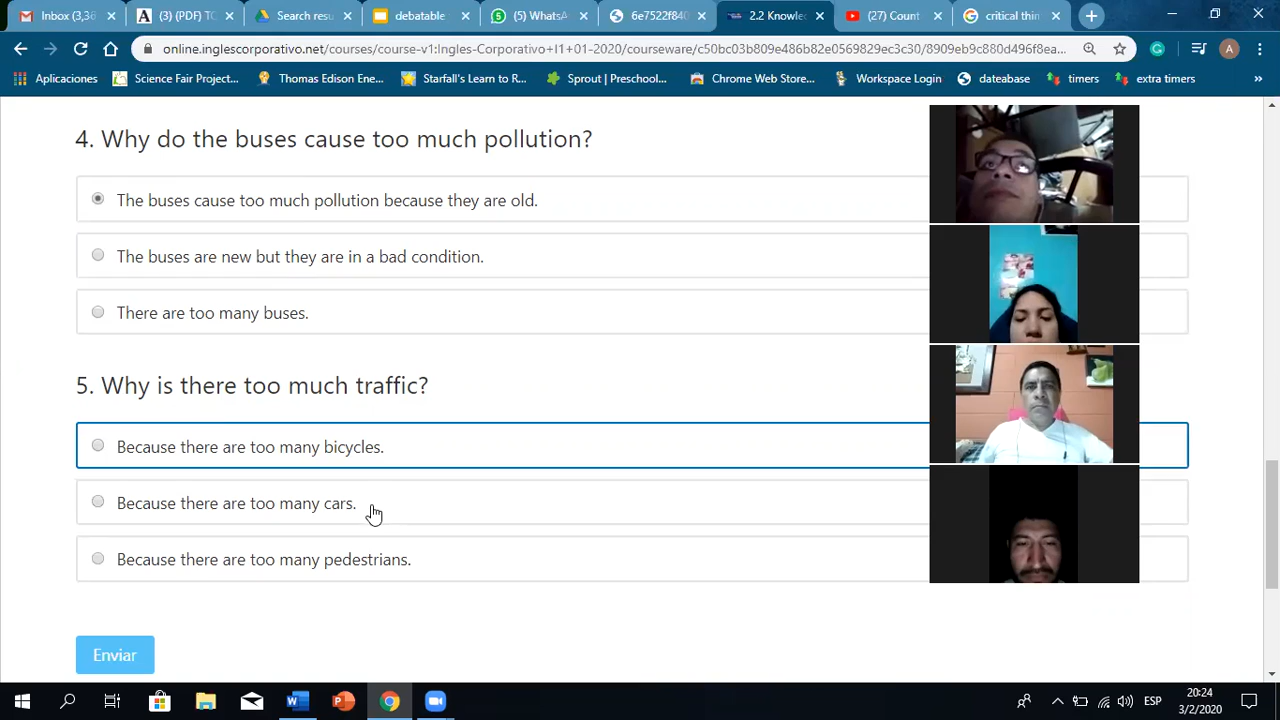 Inbox (3,36
(3) (PDF) TO
Search resu
debatable
(5) WhatsA
6e7522f840
2.2 Knowle
(27) Count
critical thin
online.inglescorporativo.net/courses/course-v1:Ingles-Corporativo+I1+01-2020/courseware/c50bc03b809e486b82e0569829ec3c30/8909eb9c880d496f8ea...
Aplicaciones
Science Fair Project...
Thomas Edison Ene...
Starfall's Learn to R...
Sprout | Preschool...
Chrome Web Store...
Workspace Login
dateabase
timers
extra timers
»
4. Why do the buses cause too much pollution?
The buses cause too much pollution because they are old.
The buses are new but they are in a bad condition.
There are too many buses.
5. Why is there too much traffic?
Because there are too many bicycles.
Because there are too many cars.
Because there are too many pedestrians.
Enviar
ESP
20:24
3/2/2020